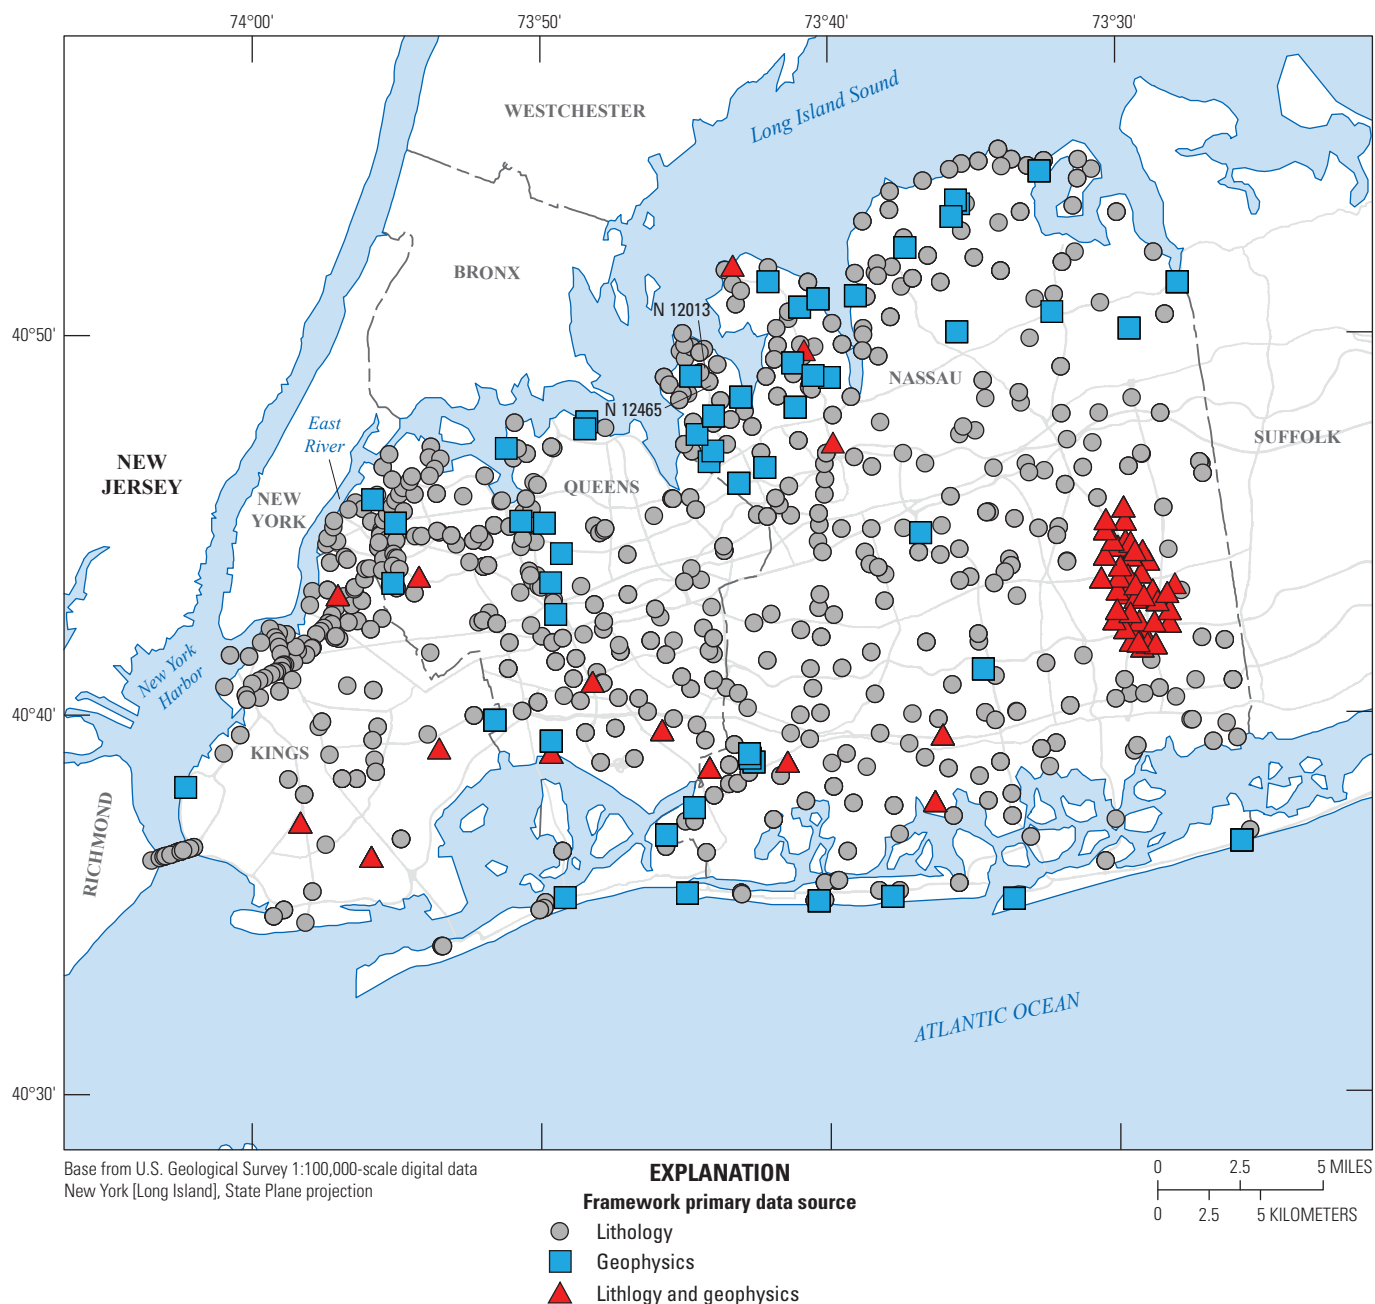 74°00'
73°50'
73°40'
73°30'
WESTCHESTER
Long Island Sound
BRONX
N 12013
40°50'
NASSAU
N 12465
East
River
SUFFOLK
NEW
JERSEY
NEW
YORK
QUEENS
New York
Harbor
40°40'
KINGS
RICHMOND
ATLANTIC OCEAN
40°30'
Base from U.S. Geological Survey 1:100,000-scale digital data
New York [Long Island], State Plane projection
EXPLANATION
Framework primary data source
Lithology
Geophysics
Lithlogy and geophysics
0 2.5 5 MILES
0 2.5 5 KILOMETERS